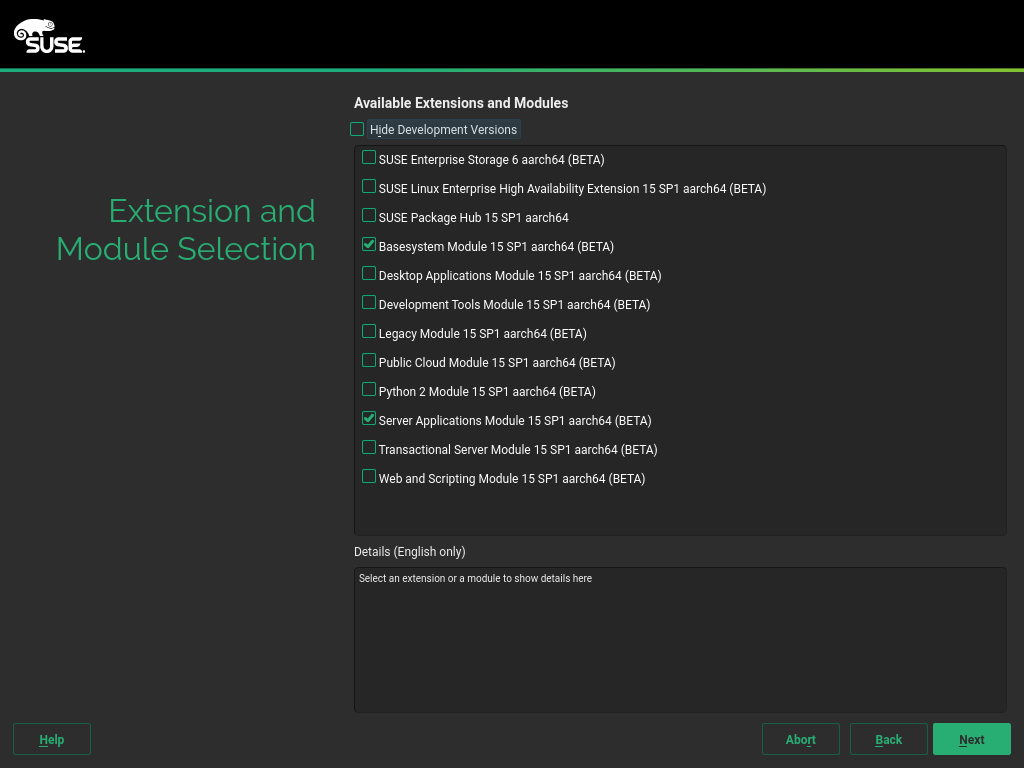 SUSE.
Available Extensions and Modules
Hide Development Versions
SUSE Enterprise Storage 6 aarch64 (BETA)
SUSE Linux Enterprise High Availability Extension 15 SP1 aarch64 (BETA)
SUSE Package Hub 15 SP1 aarch64
Extension and
Module Selection
Basesystem Module 15 SP1 aarch64 (BETA)
Desktop Applications Module 15 SP1 aarch64 (BETA)
Development Tools Module 15 SP1 aarch64 (BETA)
Legacy Module 15 SP1 aarch64 (BETA)
Public Cloud Module 15 SP1 aarch64 (BETA)
Python 2 Module 15 SP1 aarch64 (BETA)
Server Applications Module 15 SP1 aarch64 (BETA)
Transactional Server Module 15 SP1 aarch64 (BETA)
Web and Scripting Module 15 SP1 aarch64 (BETA)
Details (English only)
Select an extension or a module to show details here
Help
Abort
Back
Next